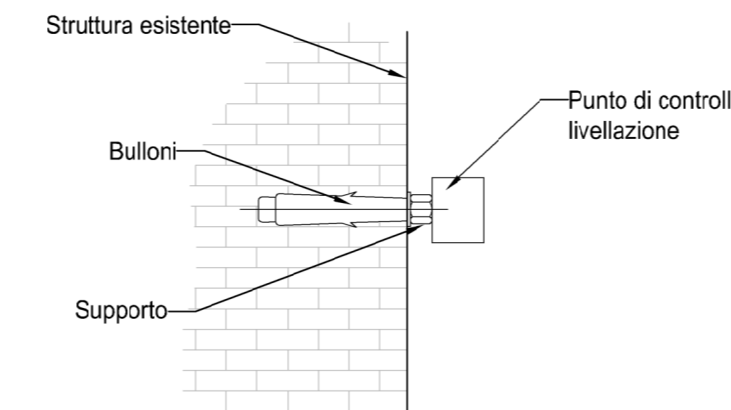 Struttura esistente
Punto di controll
livellazione
Bulloni
Supporto